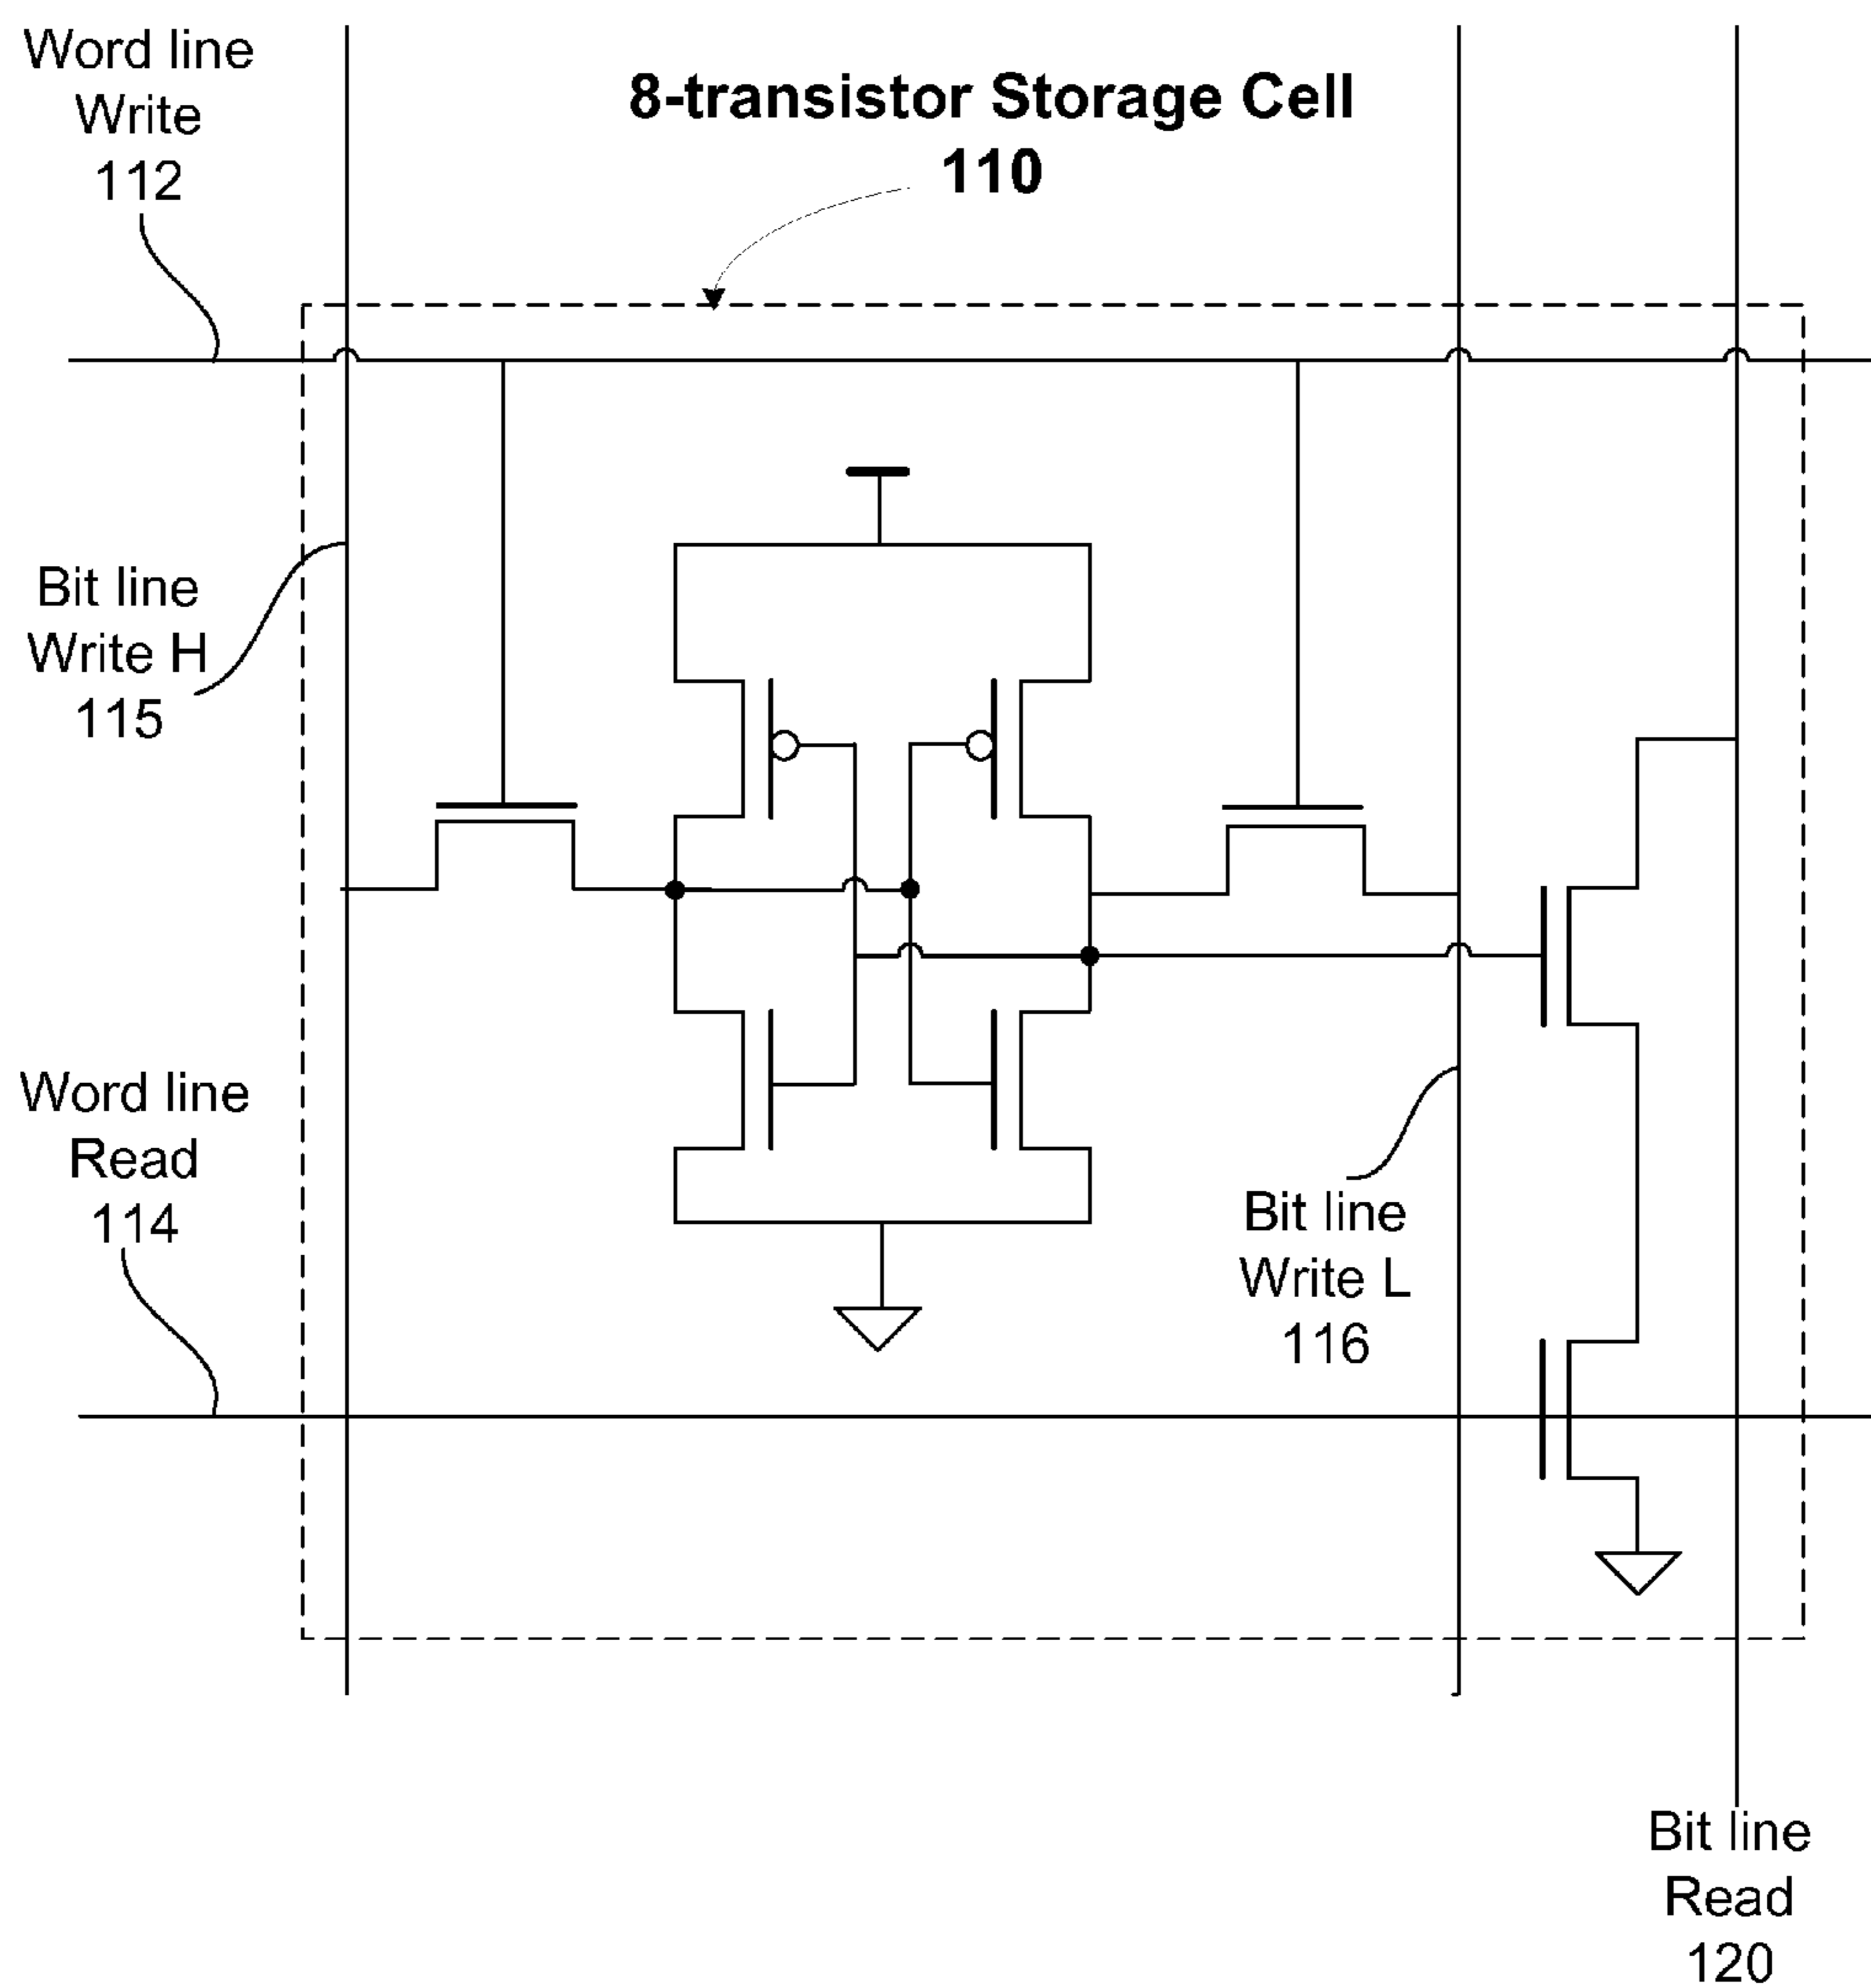 Word line
Write
112
8-transistor Storage Cell
110
Bit line
Write H
115
Word line
Read
114
Bit line
Write L
116
Bit line
Read
120